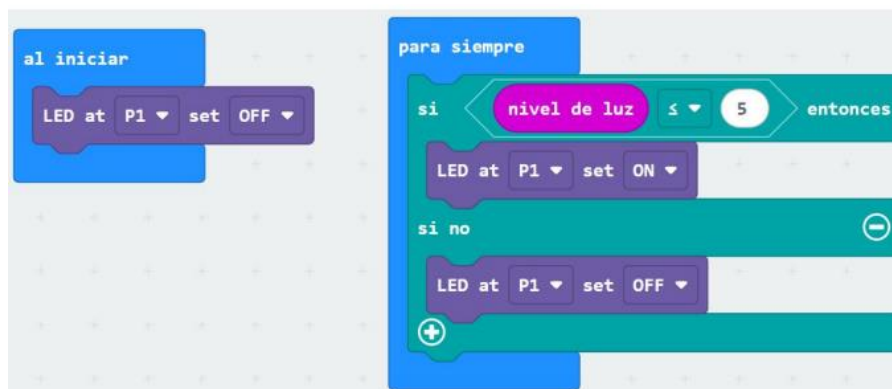 al iniciar
LED at P1 set OFF
para siempre
si nivel de luz ≤ 5 entonces
LED at P1 set ON
si no
LED at P1 set OFF